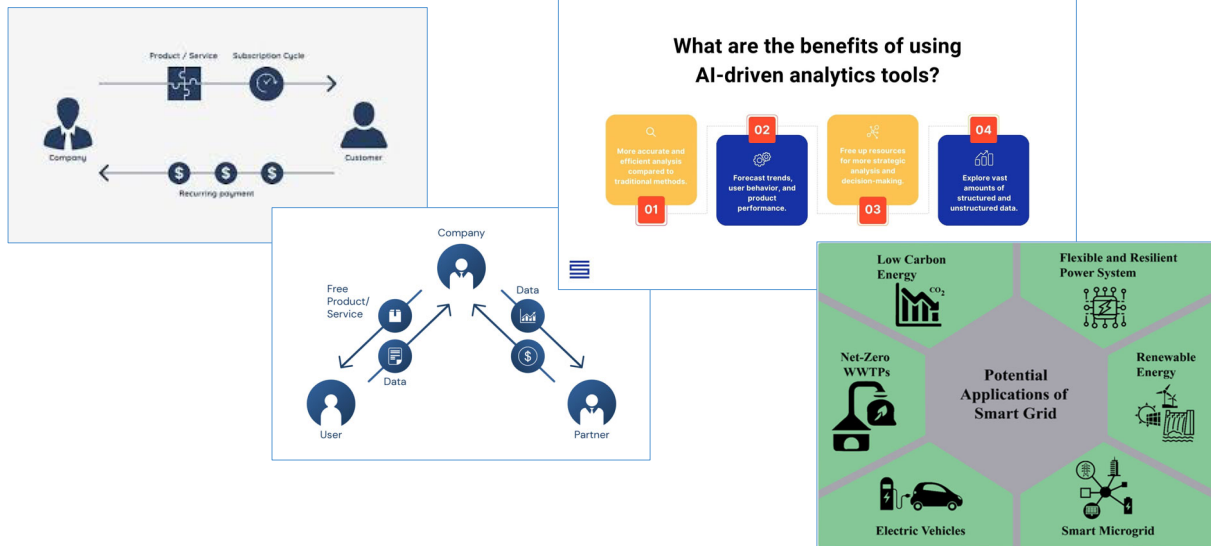 Product / Service
Subscription Cycle
Company
Customer
$ $ $
Recurring payment
Company
Free
Product/
Service
Data
Data
$
User
Partner
What are the benefits of using
AI-driven analytics tools?
More accurate and
efficient analysis
compared to
traditional methods.
01
02
Forecast trends,
user behavior, and
product
performance.
Free up resources
for more strategic
analysis and
decision-making.
03
04
Explore vast
amounts of
structured and
unstructured data.
Low Carbon
Energy
CO2
Flexible and Resilient
Power System
Net-Zero
WWTPs
Renewable
Energy
Potential
Applications of
Smart Grid
Electric Vehicles
Smart Microgrid